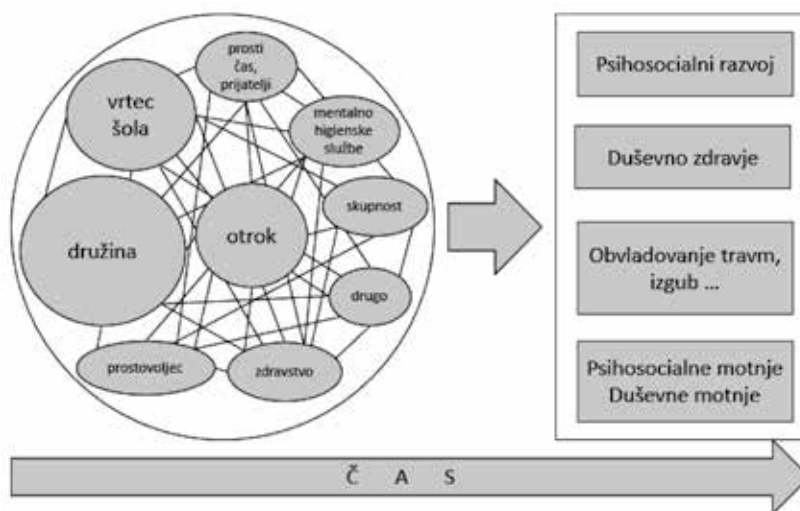 prosti
čas,
prijatelji
vrtec
šola
mentalno
higienske
službe
skupnost
otrok
družina
drugo
prostovoljec
zdravstvo
Psihosocialni razvoj
Duševno zdravje
Obvladovanje travm,
izgub ...
Psihosocialne motnje
Duševne motnje
Č A S